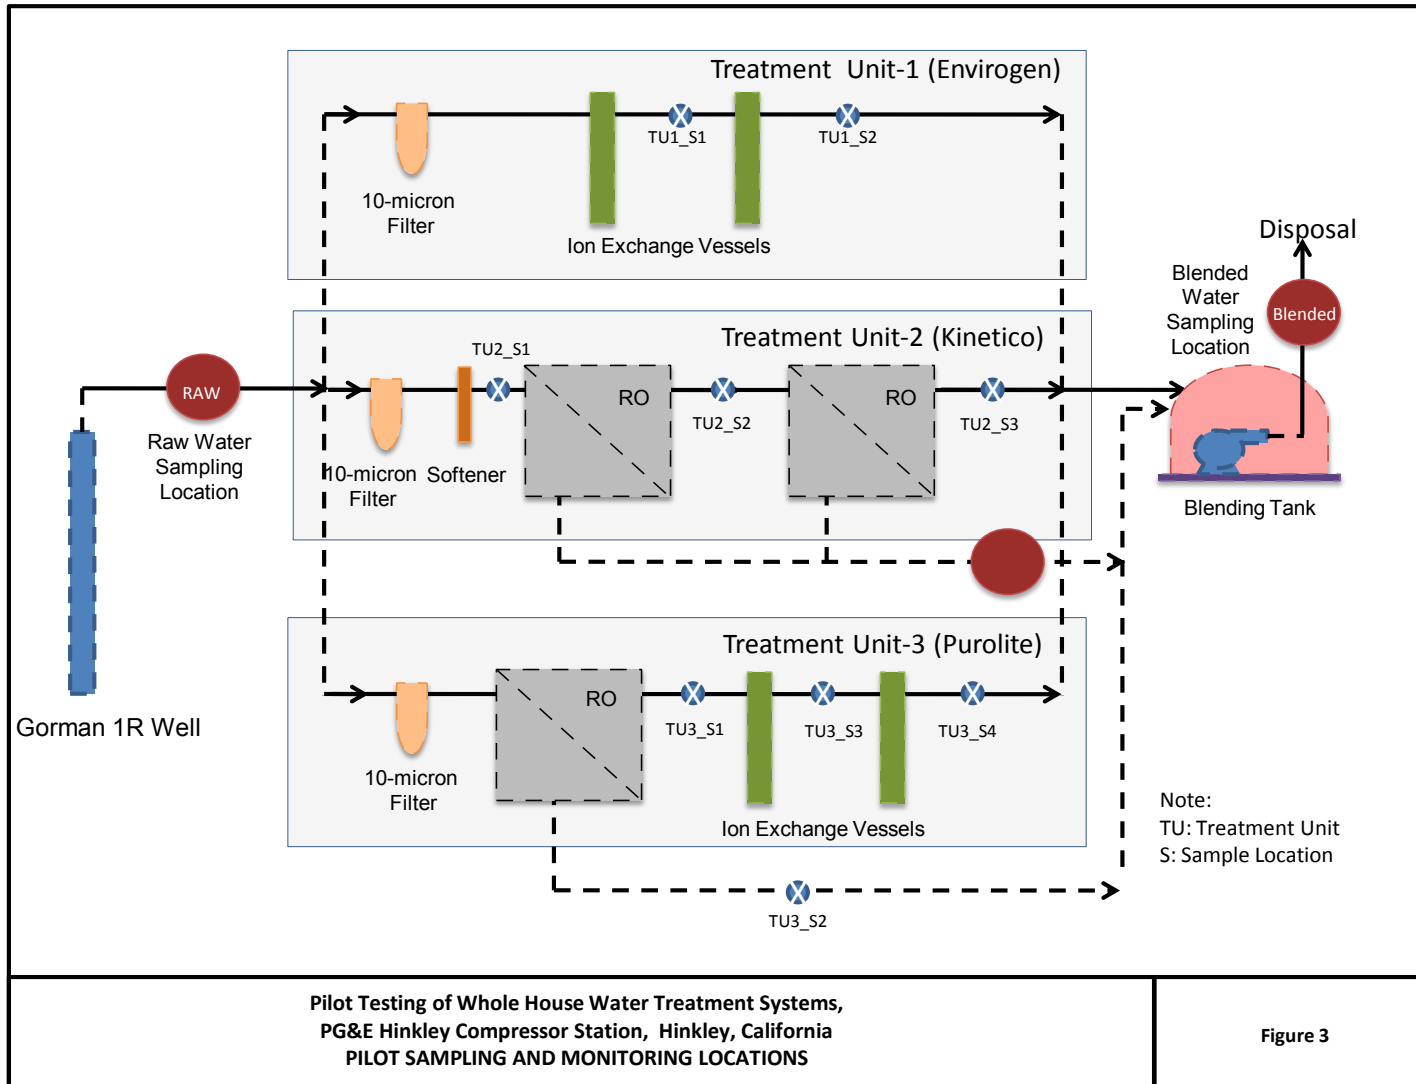 Treatment Unit-1 (Envirogen)
TU1_S1
TU1_S2
10-micron
Filter
Ion Exchange Vessels
Disposal
Blended
Water
Sampling
Location
Blended
Treatment Unit-2 (Kinetico)
TU2_S1
RO
RO
RAW
TU2_S2
TU2_S3
Raw Water
Sampling
Location
10-micron
Filter
Softener
Blending Tank
Treatment Unit-3 (Purolite)
RO
Gorman 1R Well
TU3_S1
TU3_S3
TU3_S4
10-micron
Filter
Ion Exchange Vessels
Note:
TU: Treatment Unit
S: Sample Location
TU3_S2
Pilot Testing of Whole House Water Treatment Systems,
PG&E Hinkley Compressor Station, Hinkley, California
PILOT SAMPLING AND MONITORING LOCATIONS
Figure 3